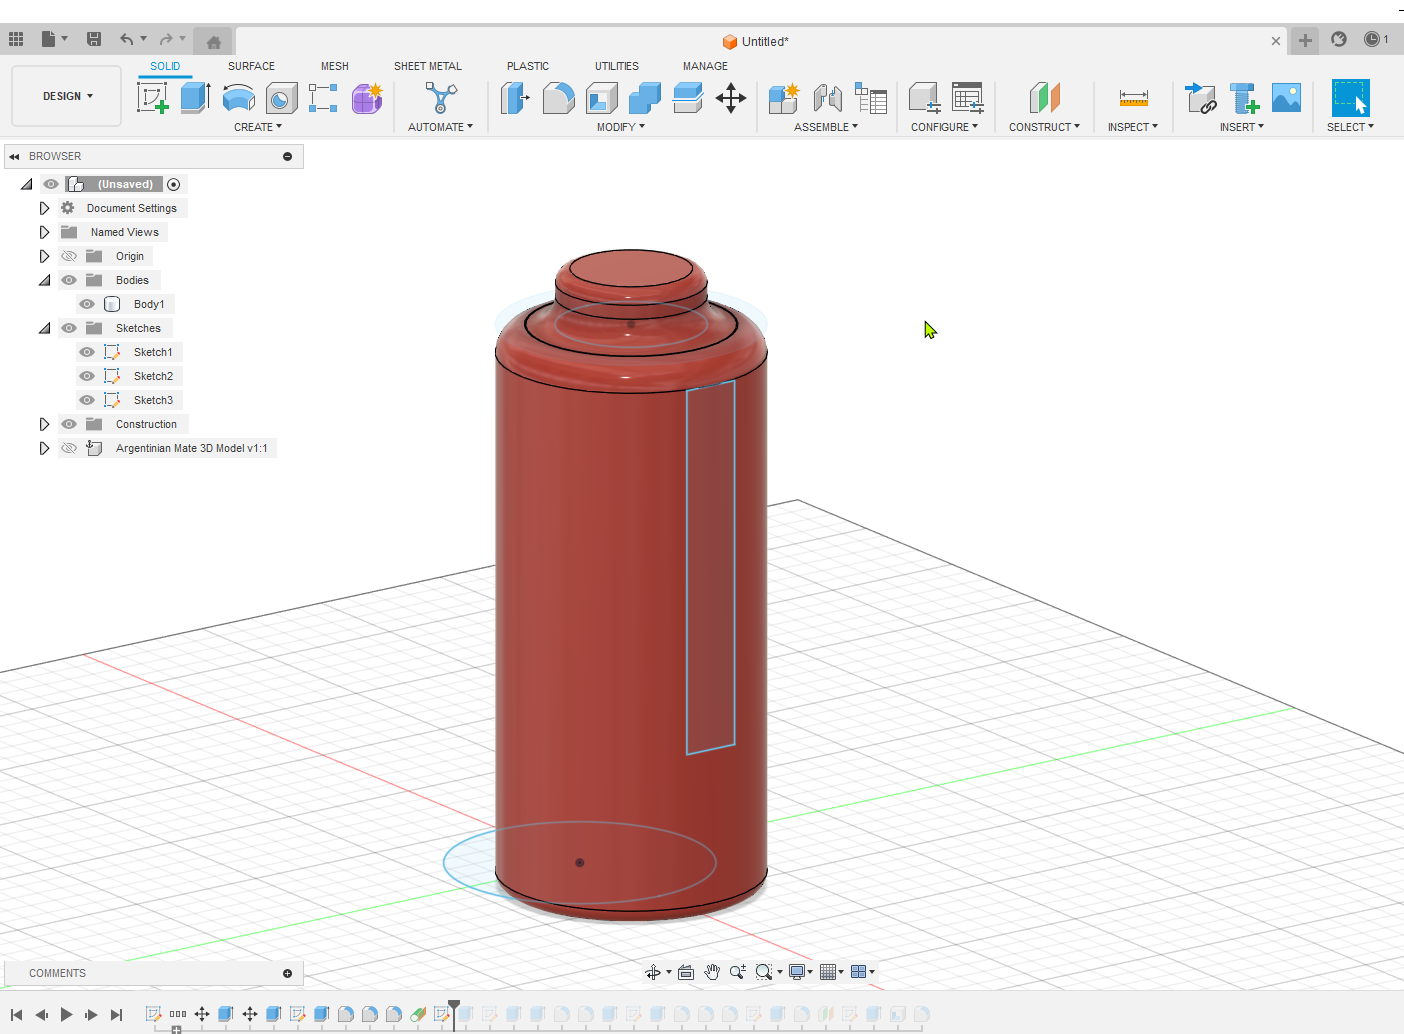 Untitled*
1
DESIGN
SOLID
SURFACE
MESH
SHEET METAL
PLASTIC
UTILITIES
MANAGE
CREATE
AUTOMATE
MODIFY
ASSEMBLE
CONFIGURE
CONSTRUCT
INSPECT
INSERT
SELECT
BROWSER
(Unsaved)
Document Settings
Named Views
Origin
Bodies
Body1
Sketches
Sketch1
Sketch2
Sketch3
Construction
Argentinian Mate 3D Model v1:1
COMMENTS